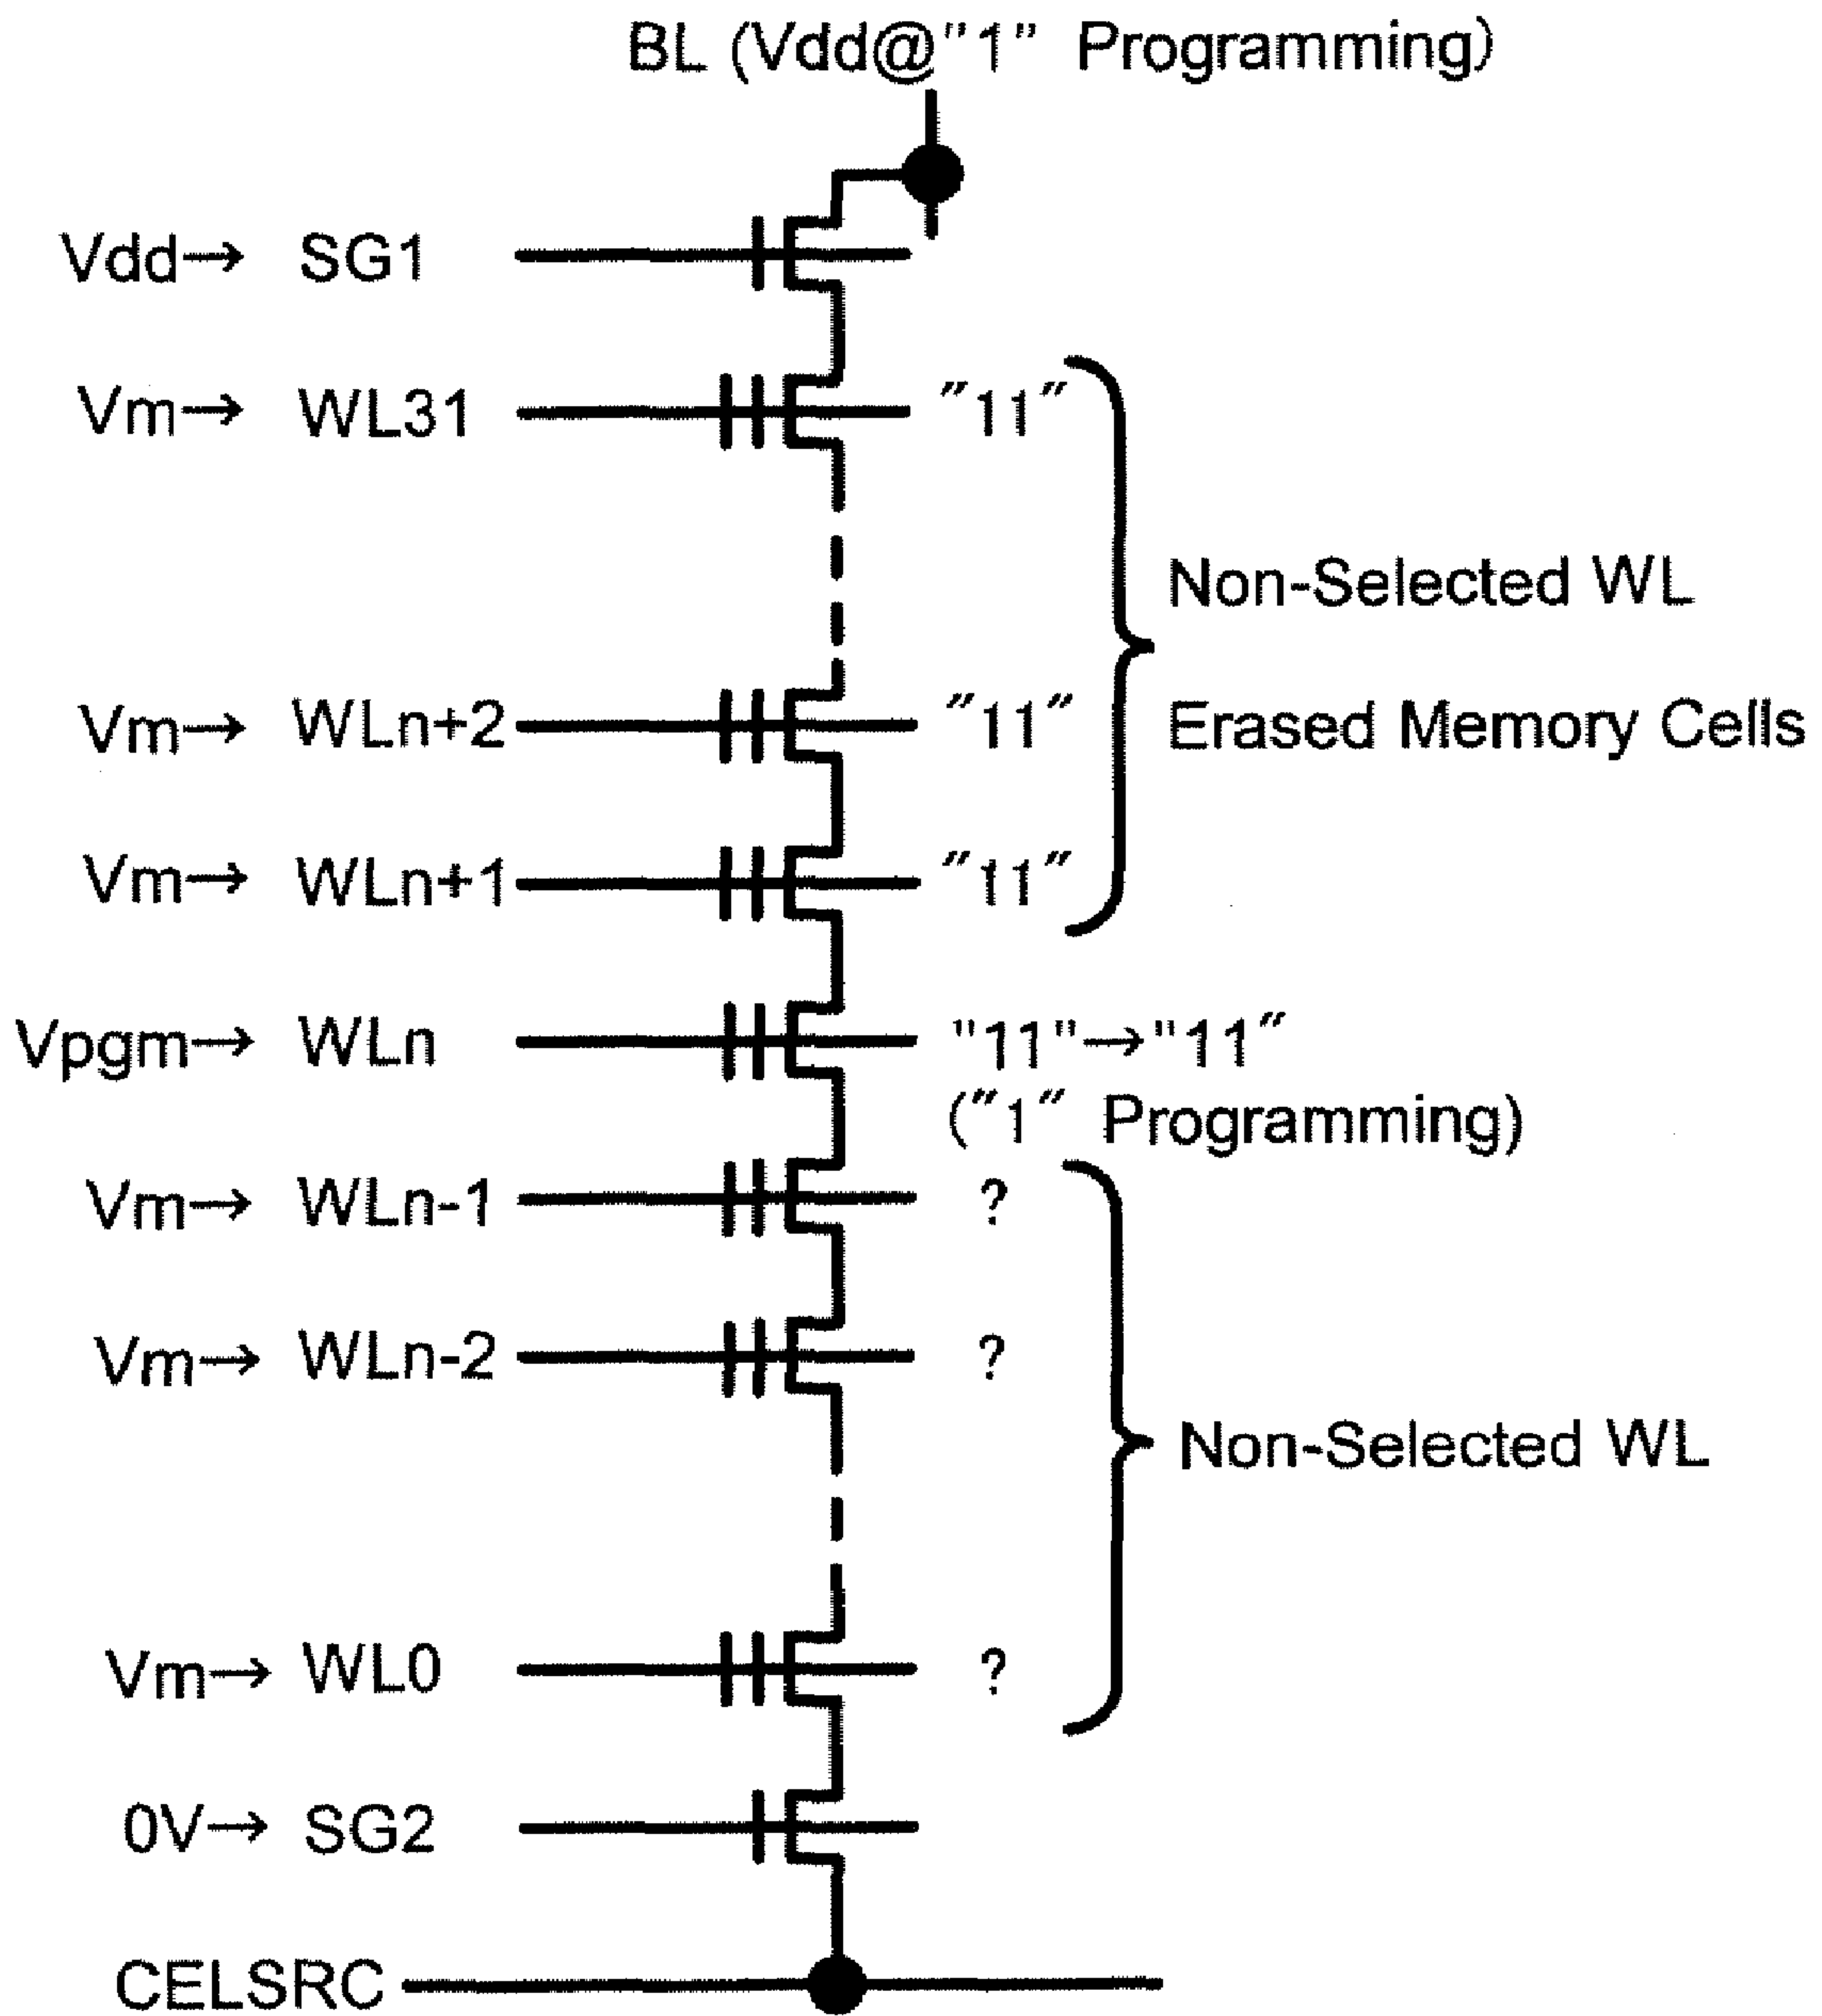 BL (Vdd@"1" Programming)
Vdd→ SG1
Vm→ WL31 "11"
Non-Selected WL
Vm→ WLn+2 "11" Erased Memory Cells
Vm→ WLn+1 "11"
Vpgm→ WLn "11"→"11"
("1" Programming)
Vm→ WLn-1 ?
Vm→ WLn-2 ?
Non-Selected WL
Vm→ WL0 ?
0V→ SG2
CELSRC